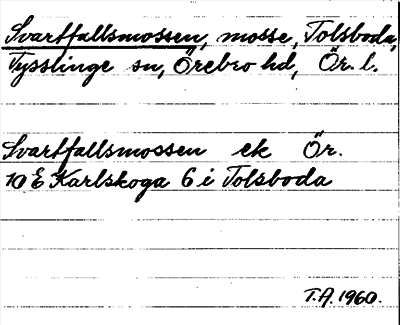 Svartfallsmossen, mosse, Tolsboda,
Tysslinge sn, Örebro hd, Ör. l.
Svartfallsmossen ek Ör.
10 E Karlskoga 6 i Tolsboda
T.A. 1960.